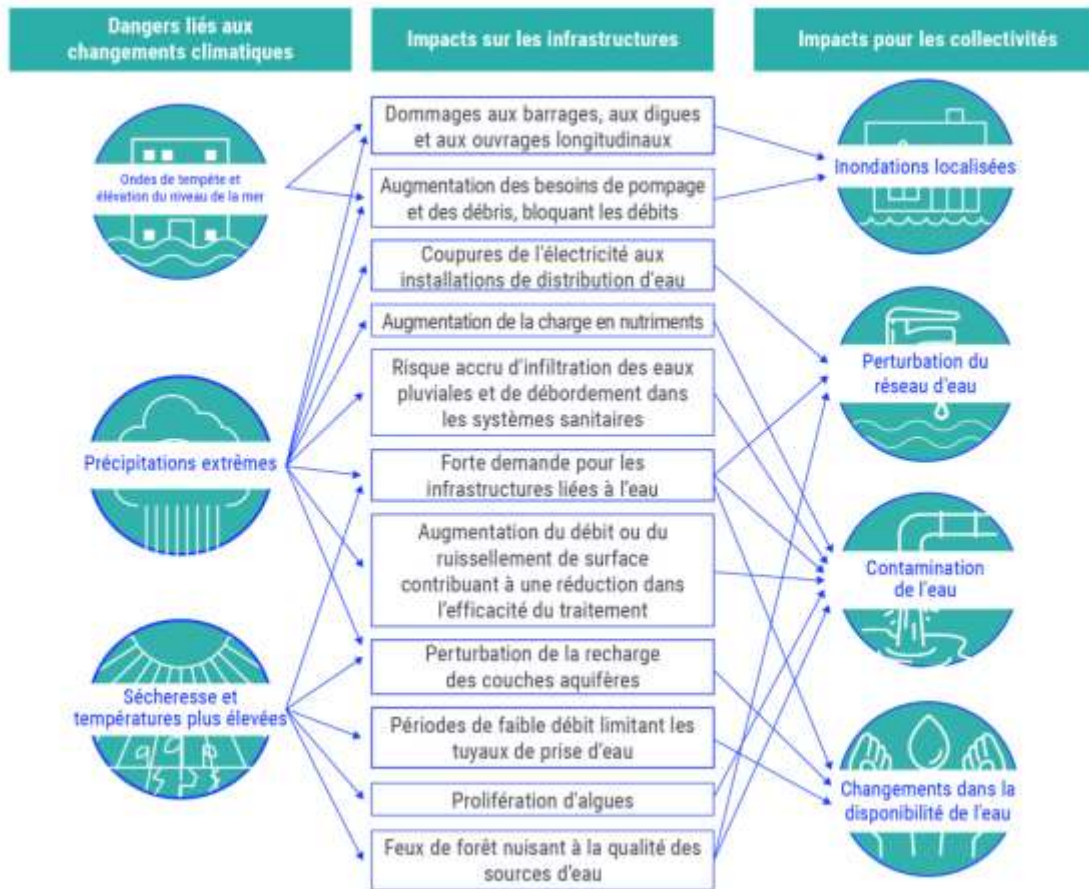 Dangers liés aux
changements climatiques
Impacts sur les infrastructures
Impacts pour les collectivités
Ondes de tempête et
élévation du niveau de la mer
Précipitations extrêmes
Sécheresse et
températures plus élevées
Dommages aux barrages, aux digues
et aux ouvrages longitudinaux
Augmentation des besoins de pompage
et des débris, bloquant les débits
Coupures de l'électricité aux
installations de distribution d'eau
Augmentation de la charge en nutriments
Risque accru d'infiltration des eaux
pluviales et de débordement dans
les systèmes sanitaires
Forte demande pour les
infrastructures liées à l'eau
Augmentation du débit ou du
ruissellement de surface
contribuant à une réduction dans
l'efficacité du traitement
Perturbation de la recharge
des couches aquifères
Périodes de faible débit limitant les
tuyaux de prise d'eau
Prolifération d'algues
Feux de forêt nuisant à la qualité des
sources d'eau
Inondations localisées
Perturbation du
réseau d'eau
Contamination
de l'eau
Changements dans la
disponibilité de l'eau